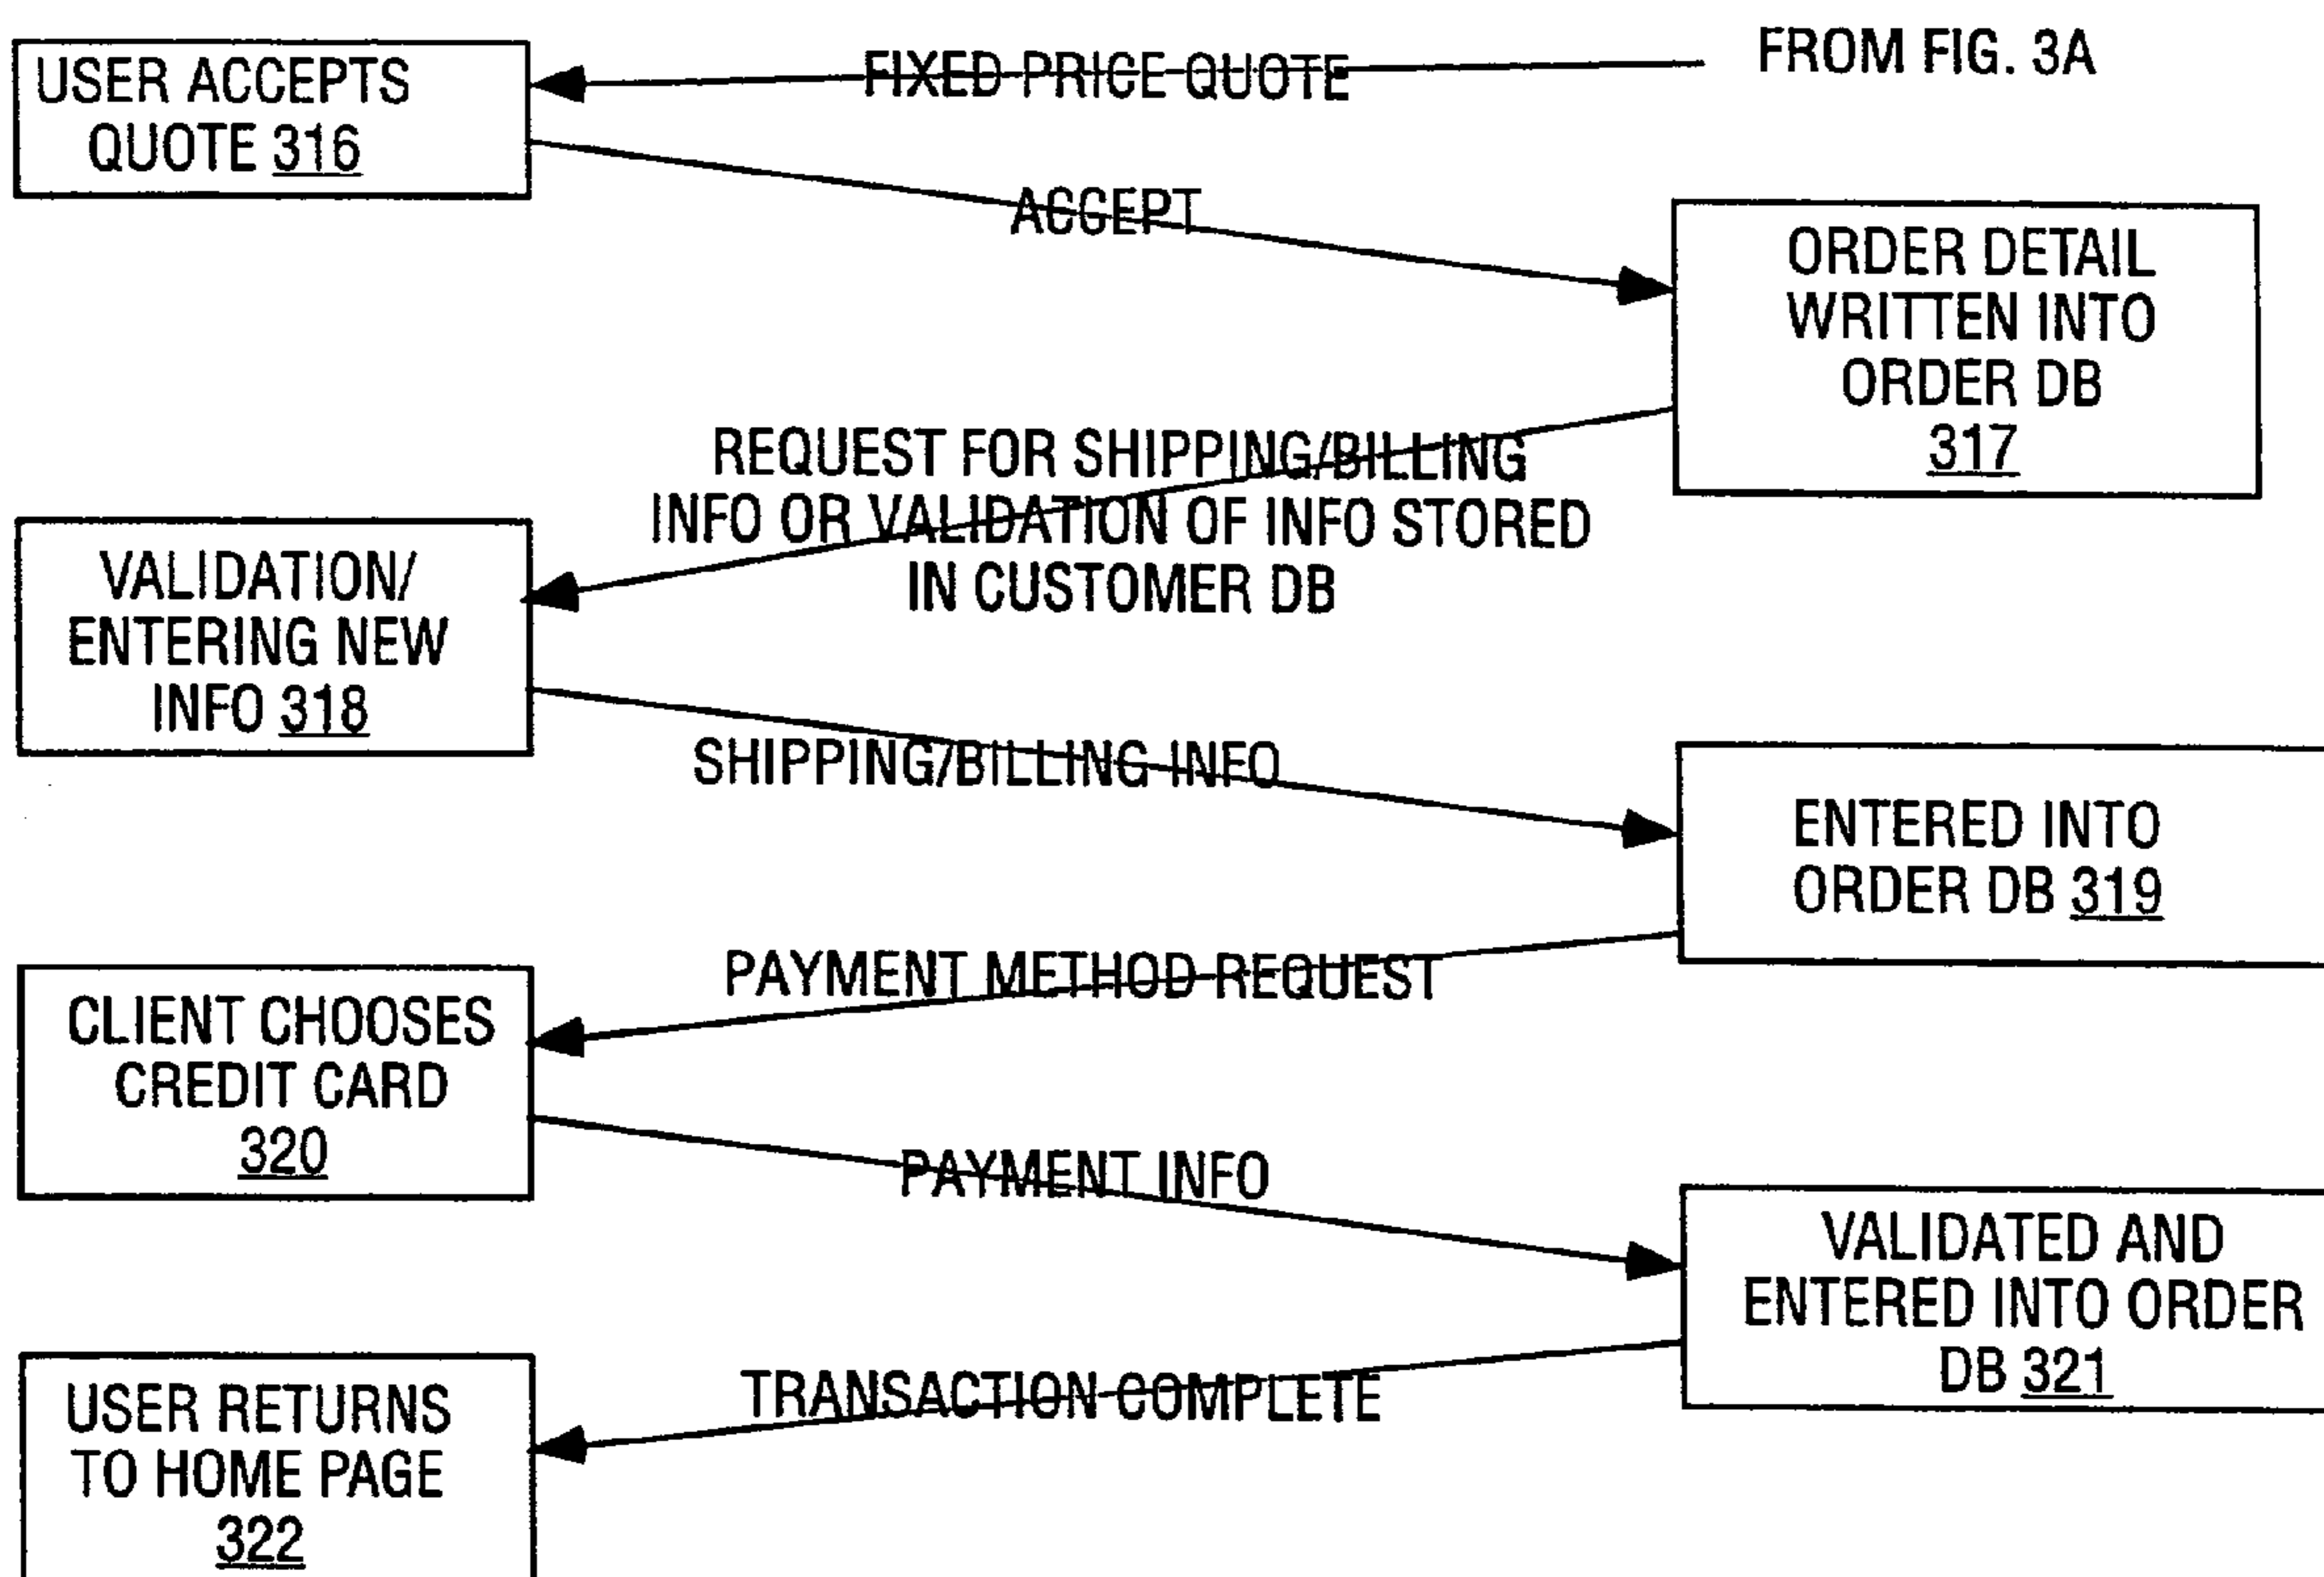 FROM FIG. 3A
FIXED PRICE QUOTE
USER ACCEPTS
QUOTE 316
ACCEPT
ORDER DETAIL
WRITTEN INTO
ORDER DB
317
REQUEST FOR SHIPPING/BILLING
INFO OR VALIDATION OF INFO STORED
IN CUSTOMER DB
VALIDATION/
ENTERING NEW
INFO 318
SHIPPING/BILLING INFO
ENTERED INTO
ORDER DB 319
PAYMENT METHOD REQUEST
CLIENT CHOOSES
CREDIT CARD
320
PAYMENT INFO
VALIDATED AND
ENTERED INTO ORDER
DB 321
TRANSACTION COMPLETE
USER RETURNS
TO HOME PAGE
322